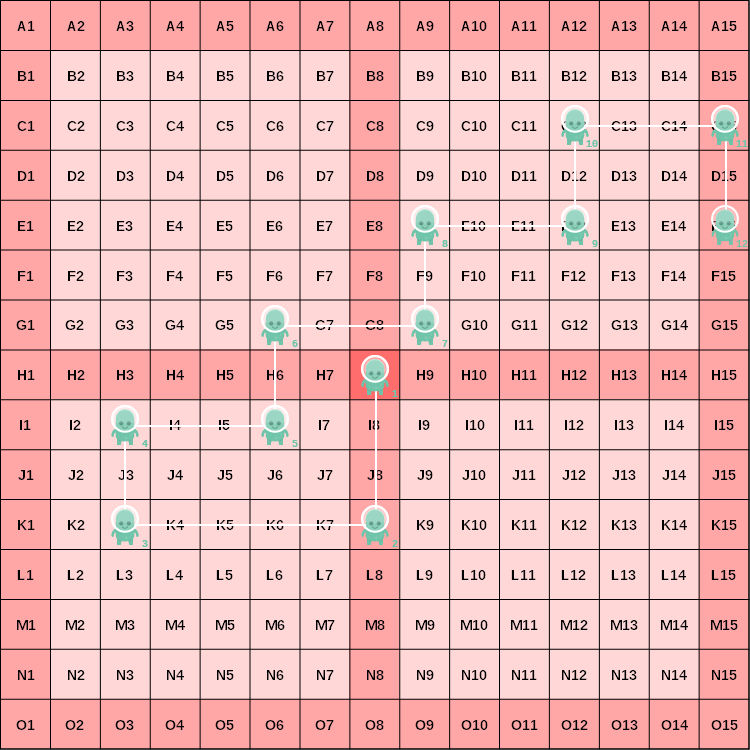 A1 A2 A3 A4 A5 A6 A7 A8 A9 A10 A11 A12 A13 A14 A15
B1 B2 B3 B4 B5 B6 B7 B8 B9 B10 B11 B12 B13 B14 B15
C1 C2 C3 C4 C5 C6 C7 C8 C9 C10 C11 C13 C14
10 11
D1 D2 D3 D4 D5 D6 D7 D8 D9 D10 D11 D12 D13 D14 D15
E1 E2 E3 E4 E5 E6 E7 E8 E10 E11 E13 E14
8 9 12
F1 F2 F3 F4 F5 F6 F7 F8 F9 F10 F11 F12 F13 F14 F15
G1 G2 G3 G4 G5 G7 G8 G10 G11 G12 G13 G14 G15
6 7
H1 H2 H3 H4 H5 H6 H7 H9 H10 H11 H12 H13 H14 H15
1
I1 I2 I4 I5 I7 I8 I9 I10 I11 I12 I13 I14 I15
4 5
J1 J2 J3 J4 J5 J6 J7 J8 J9 J10 J11 J12 J13 J14 J15
K1 K2 K4 K5 K6 K7 K9 K10 K11 K12 K13 K14 K15
3 2
L1 L2 L3 L4 L5 L6 L7 L8 L9 L10 L11 L12 L13 L14 L15
M1 M2 M3 M4 M5 M6 M7 M8 M9 M10 M11 M12 M13 M14 M15
N1 N2 N3 N4 N5 N6 N7 N8 N9 N10 N11 N12 N13 N14 N15
O1 O2 O3 O4 O5 O6 O7 O8 O9 O10 O11 O12 O13 O14 O15